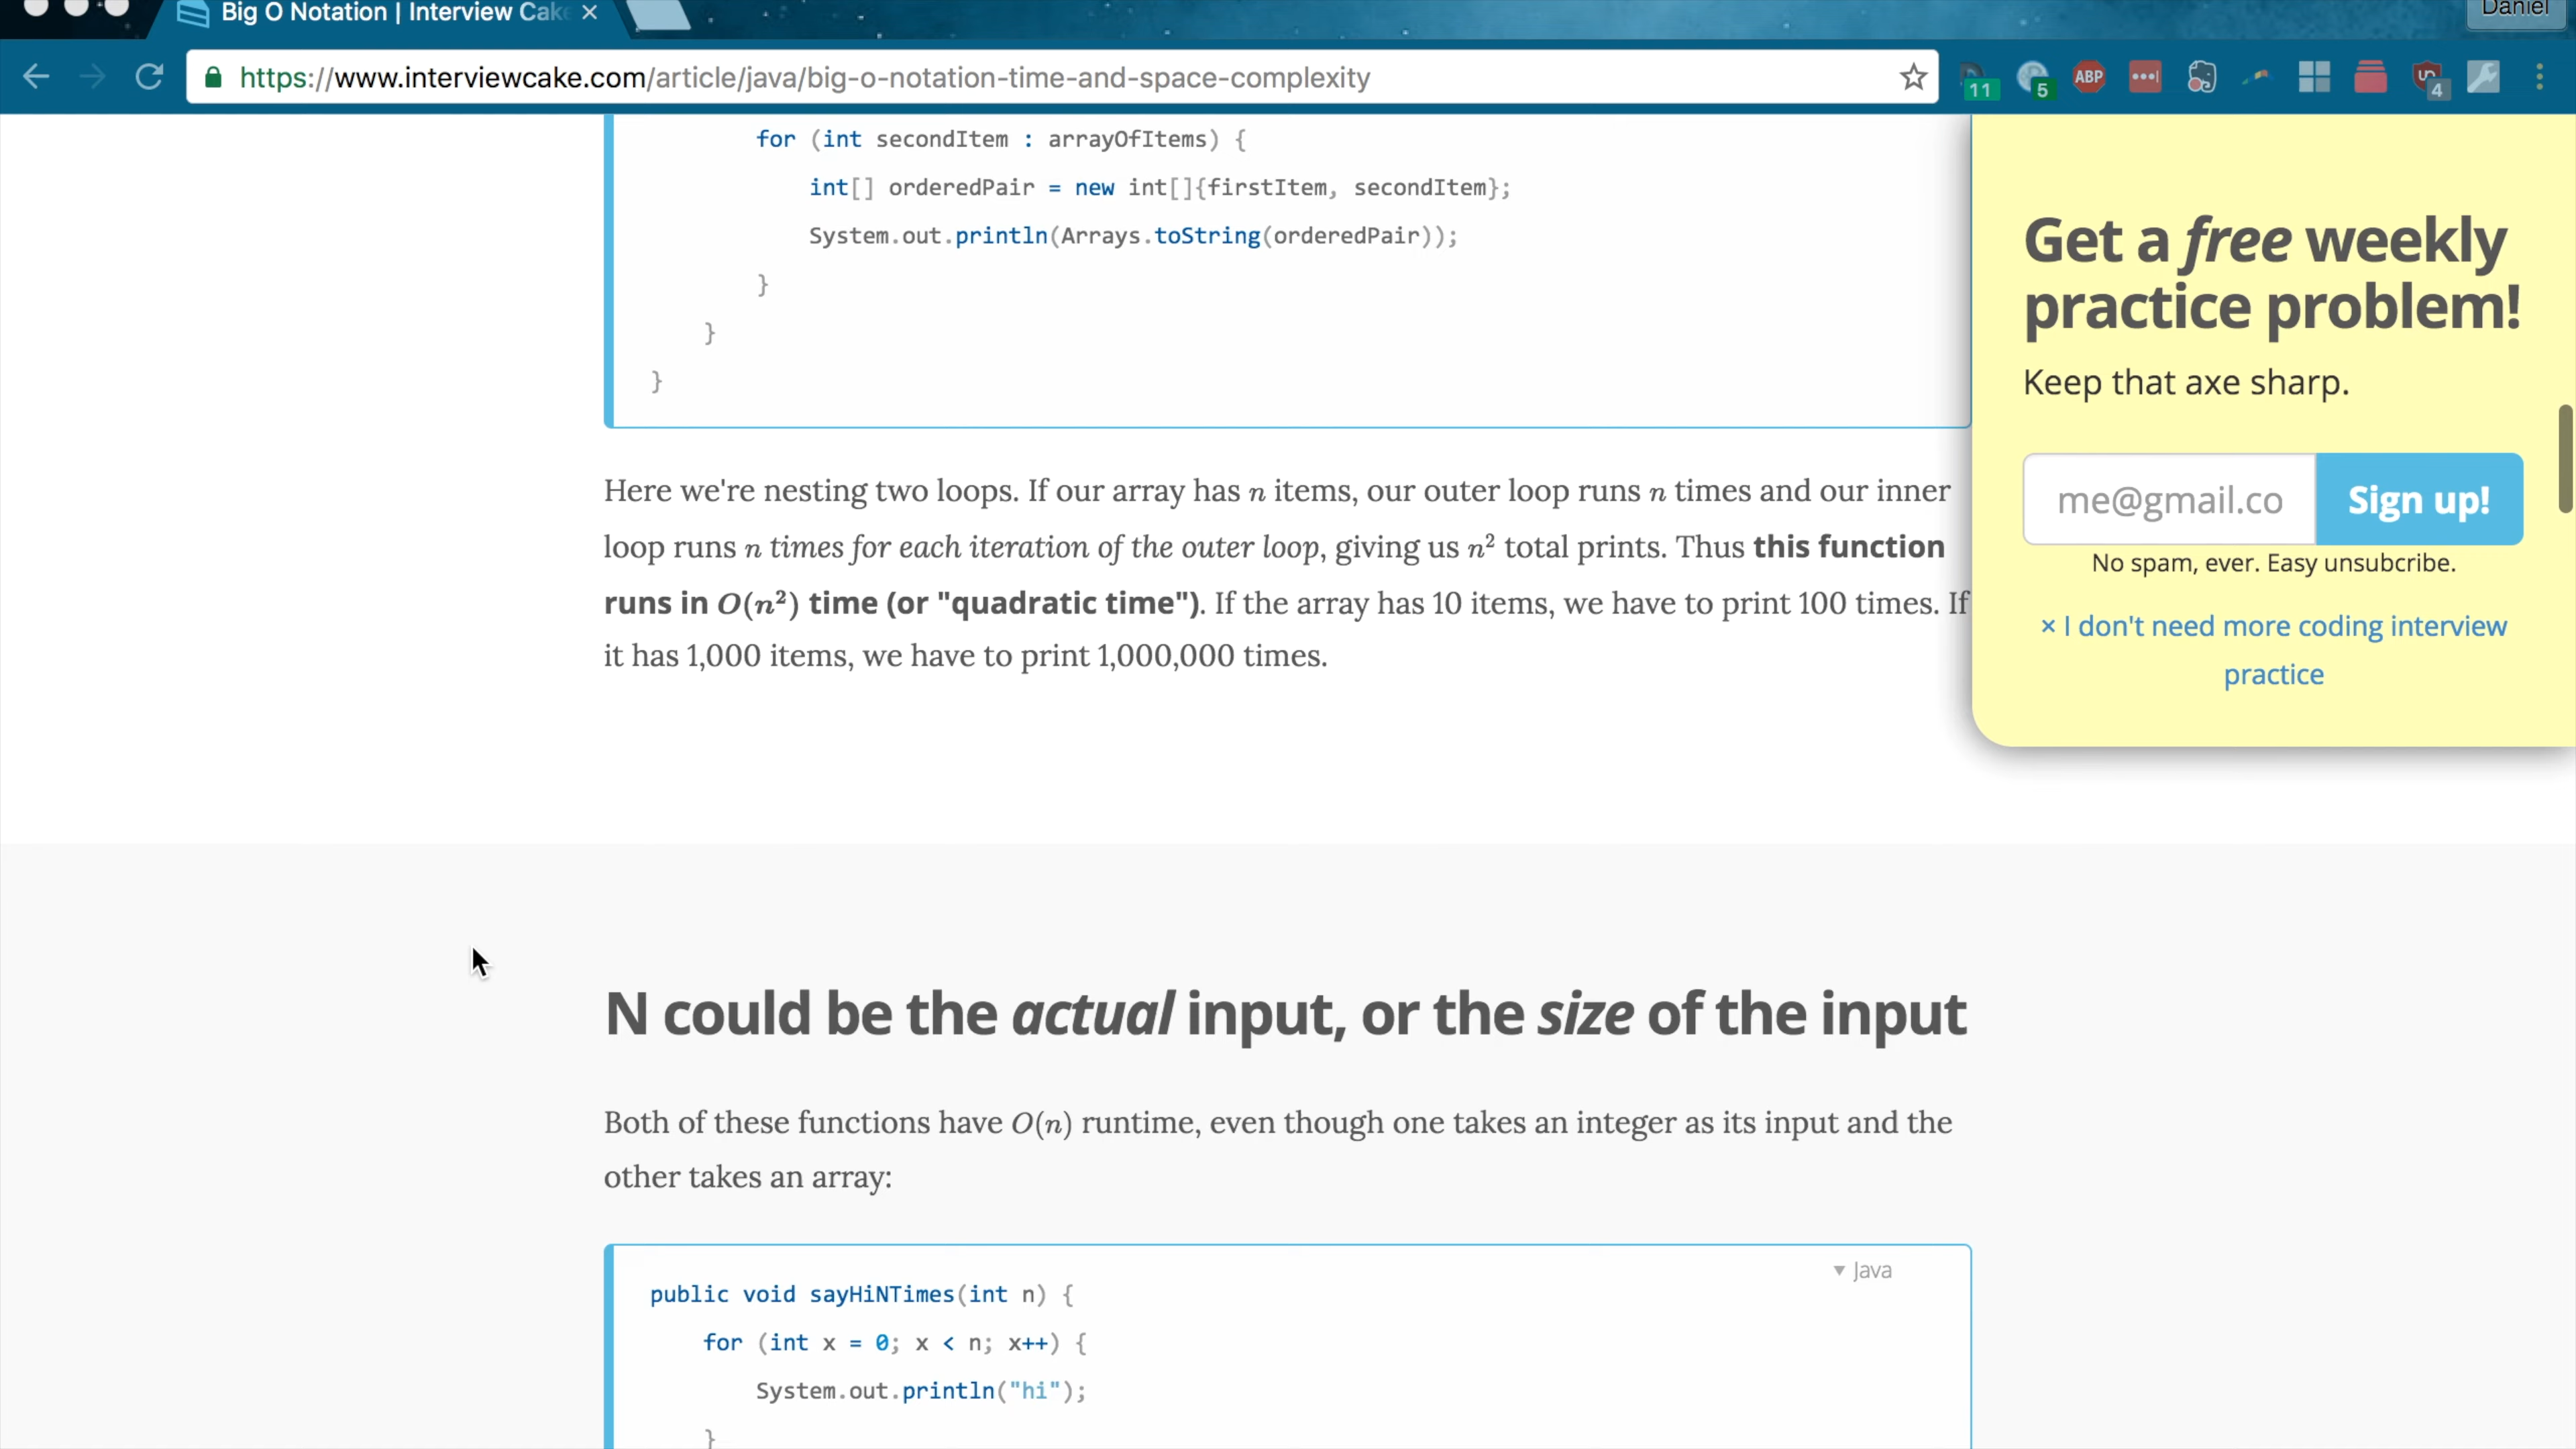 Big O Notation | Interview Cake
Daniel
https://www.interviewcake.com/article/java/big-o-notation-time-and-space-complexity
11
5
ABP
4
for (int secondItem : arrayOfItems) {
int[] orderedPair = new int[]{firstItem, secondItem};
System.out.println(Arrays.toString(orderedPair));
}
}
}
Here we're nesting two loops. If our array has n items, our outer loop runs n times and our inner
loop runs n times for each iteration of the outer loop, giving us n² total prints. Thus this function
runs in O(n²) time (or "quadratic time"). If the array has 10 items, we have to print 100 times. If
it has 1,000 items, we have to print 1,000,000 times.
Get a free weekly
practice problem!
Keep that axe sharp.
me@gmail.co
Sign up!
No spam, ever. Easy unsubcribe.
× I don't need more coding interview
practice
N could be the actual input, or the size of the input
Both of these functions have O(n) runtime, even though one takes an integer as its input and the
other takes an array:
▾ Java
public void sayHiNTimes(int n) {
for (int x = 0; x < n; x++) {
System.out.println("hi");
}